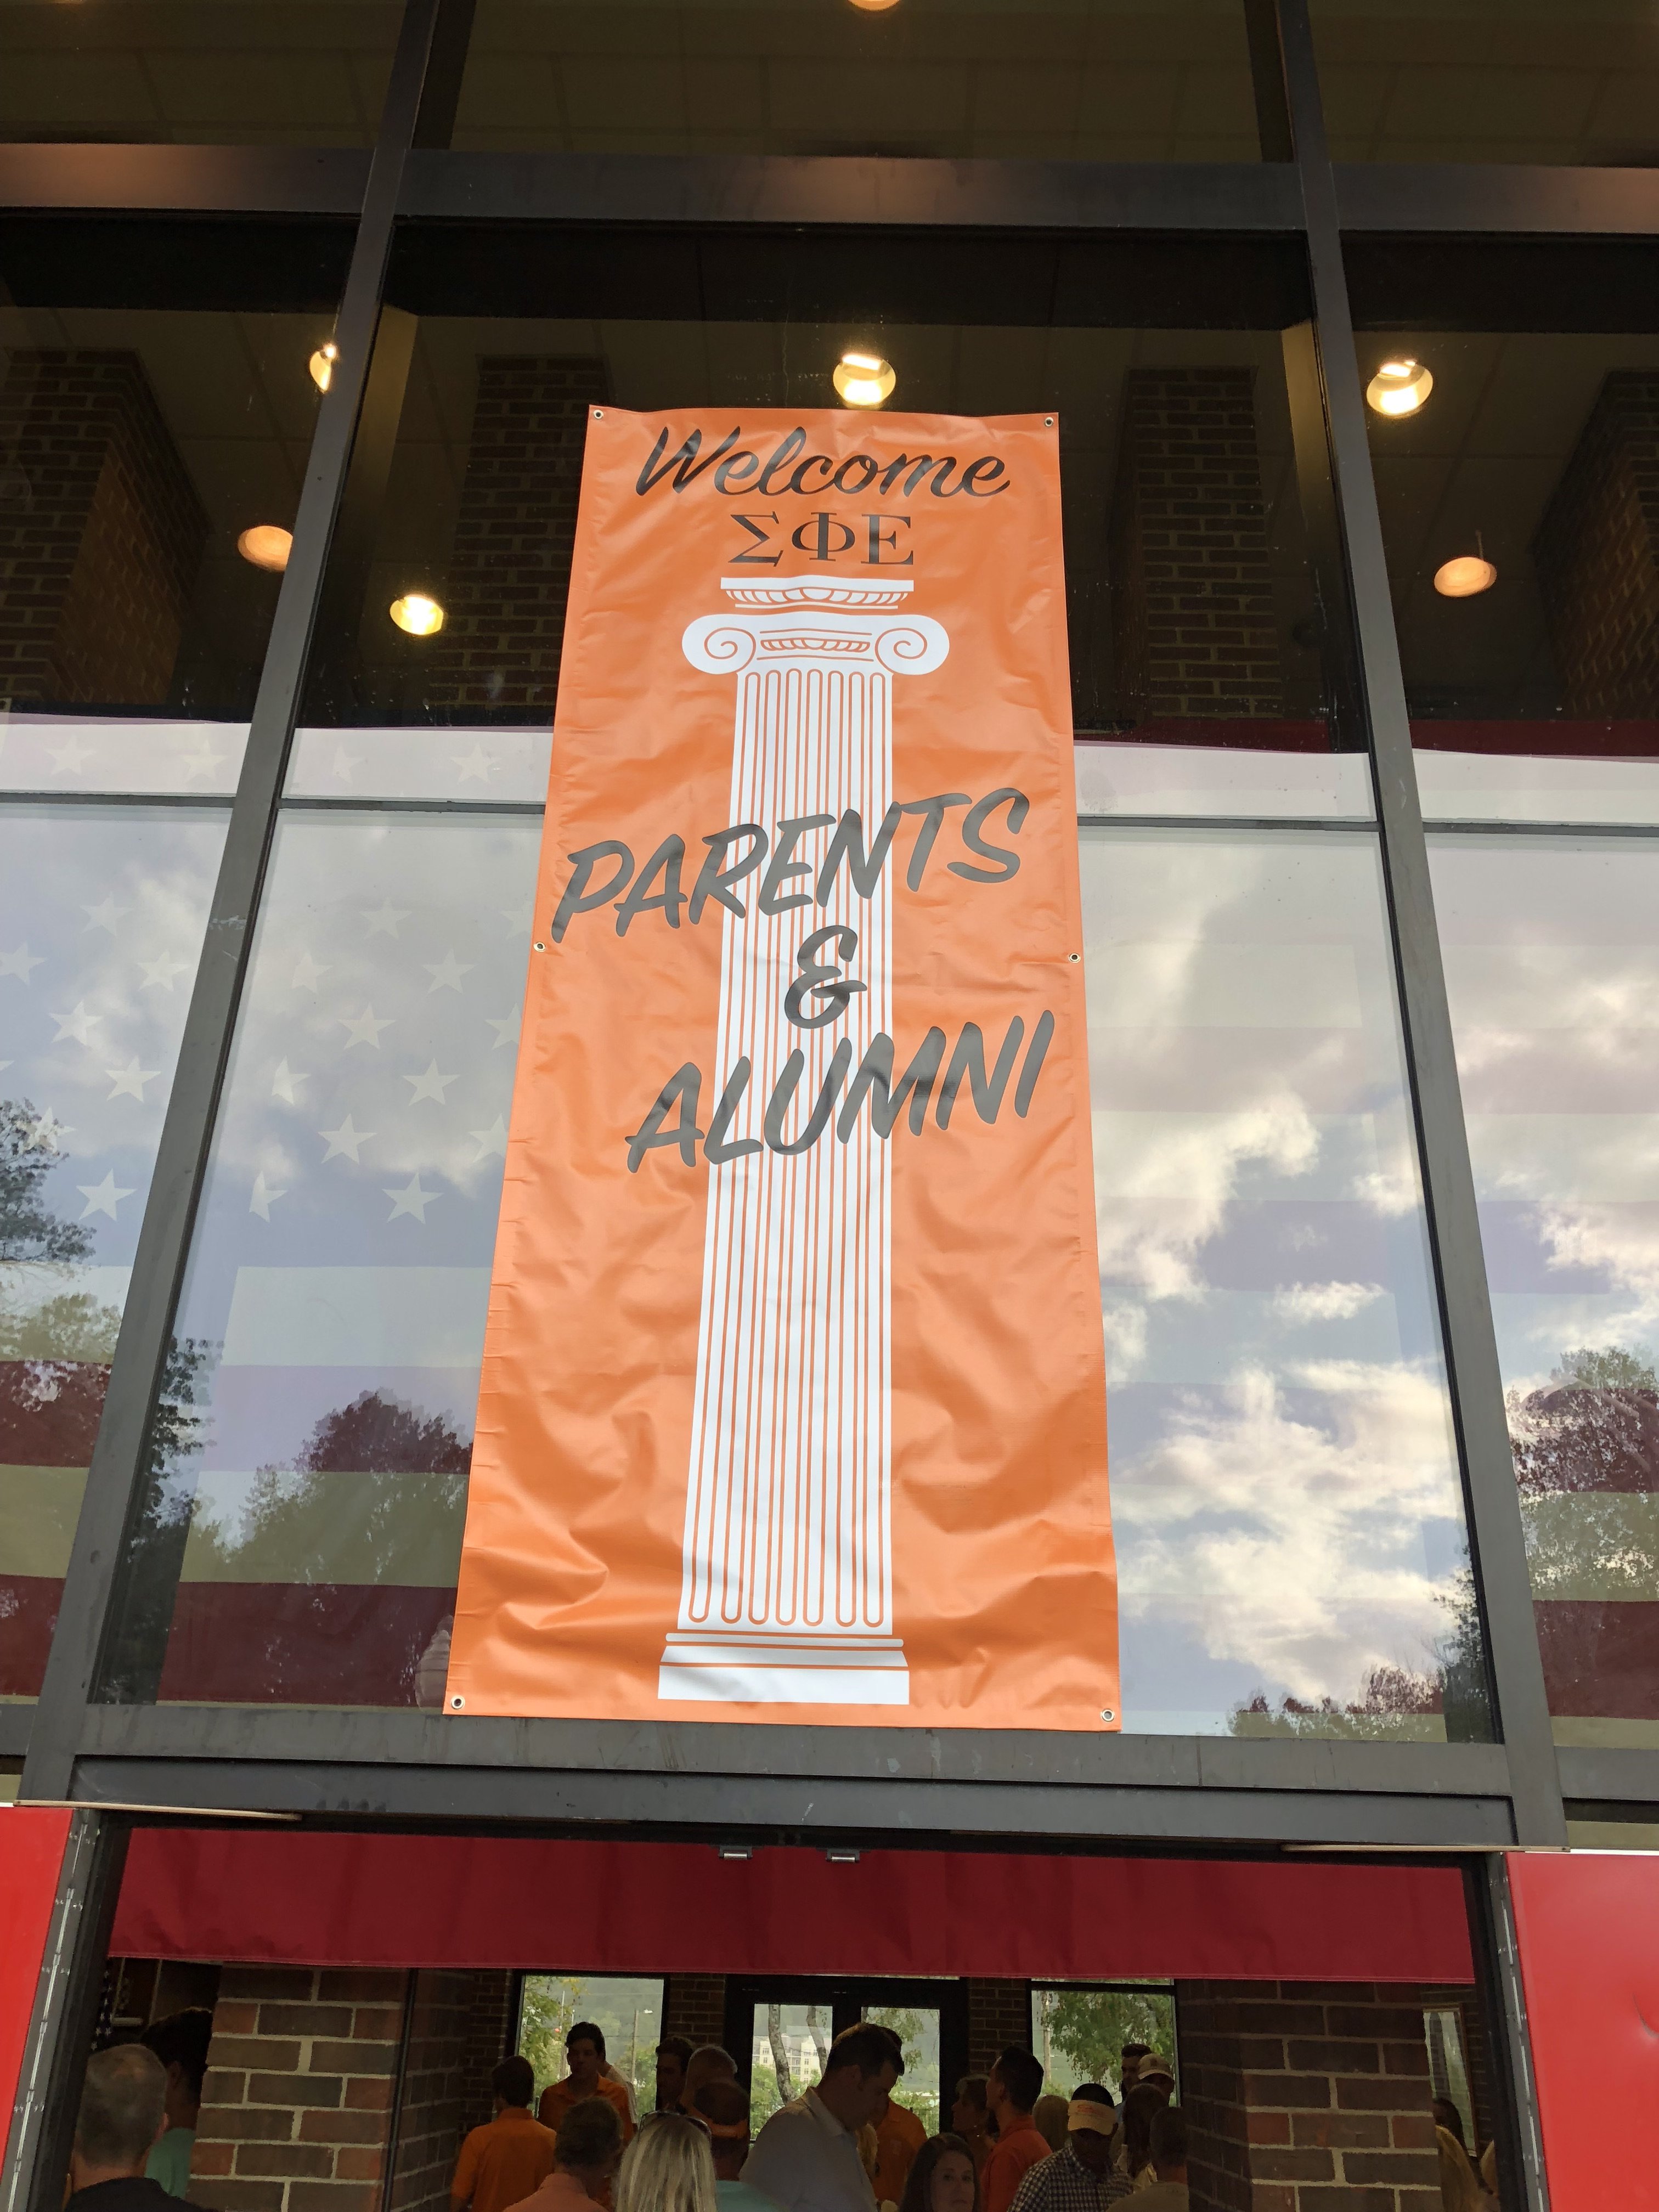 Welcome
ΣΦΕ
PARENTS
&
ALUMNI